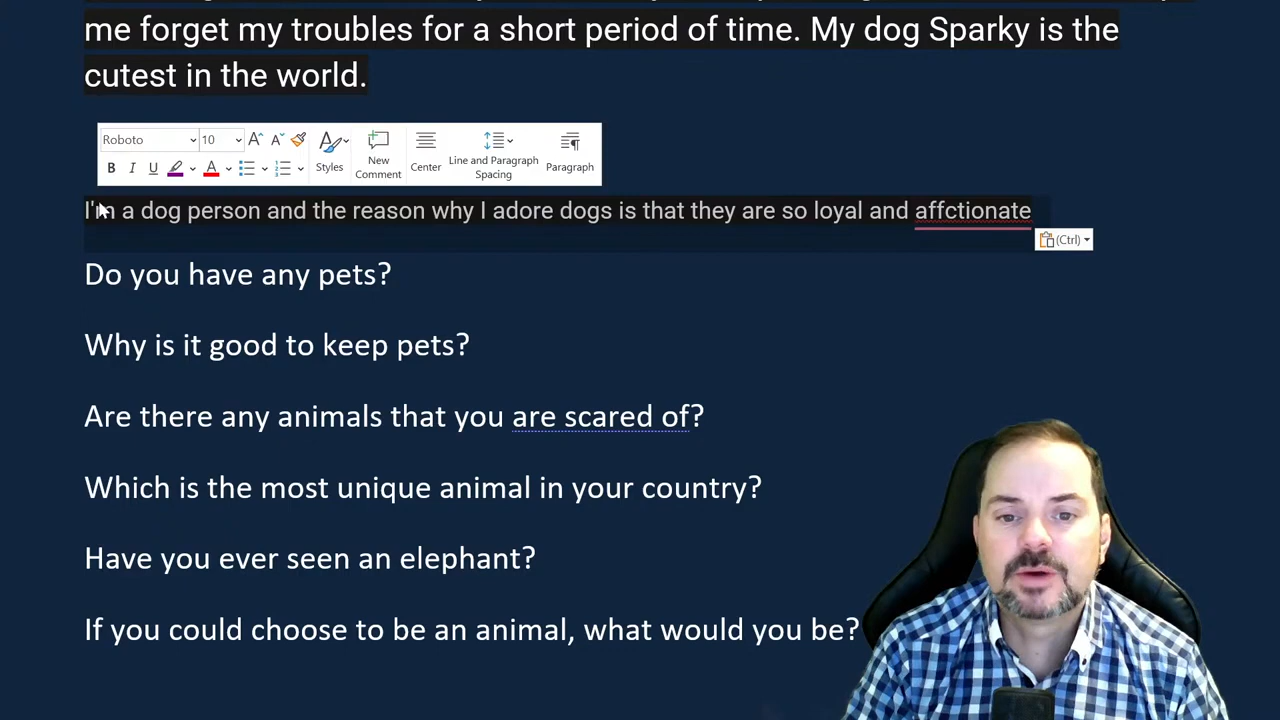 me forget my troubles for a short period of time. My dog Sparky is the
cutest in the world.
Roboto 10
B I U A Styles New Comment Center Line and Paragraph Spacing Paragraph
I'm a dog person and the reason why I adore dogs is that they are so loyal and affctionate
(Ctrl)
Do you have any pets?
Why is it good to keep pets?
Are there any animals that you are scared of?
Which is the most unique animal in your country?
Have you ever seen an elephant?
If you could choose to be an animal, what would you be?